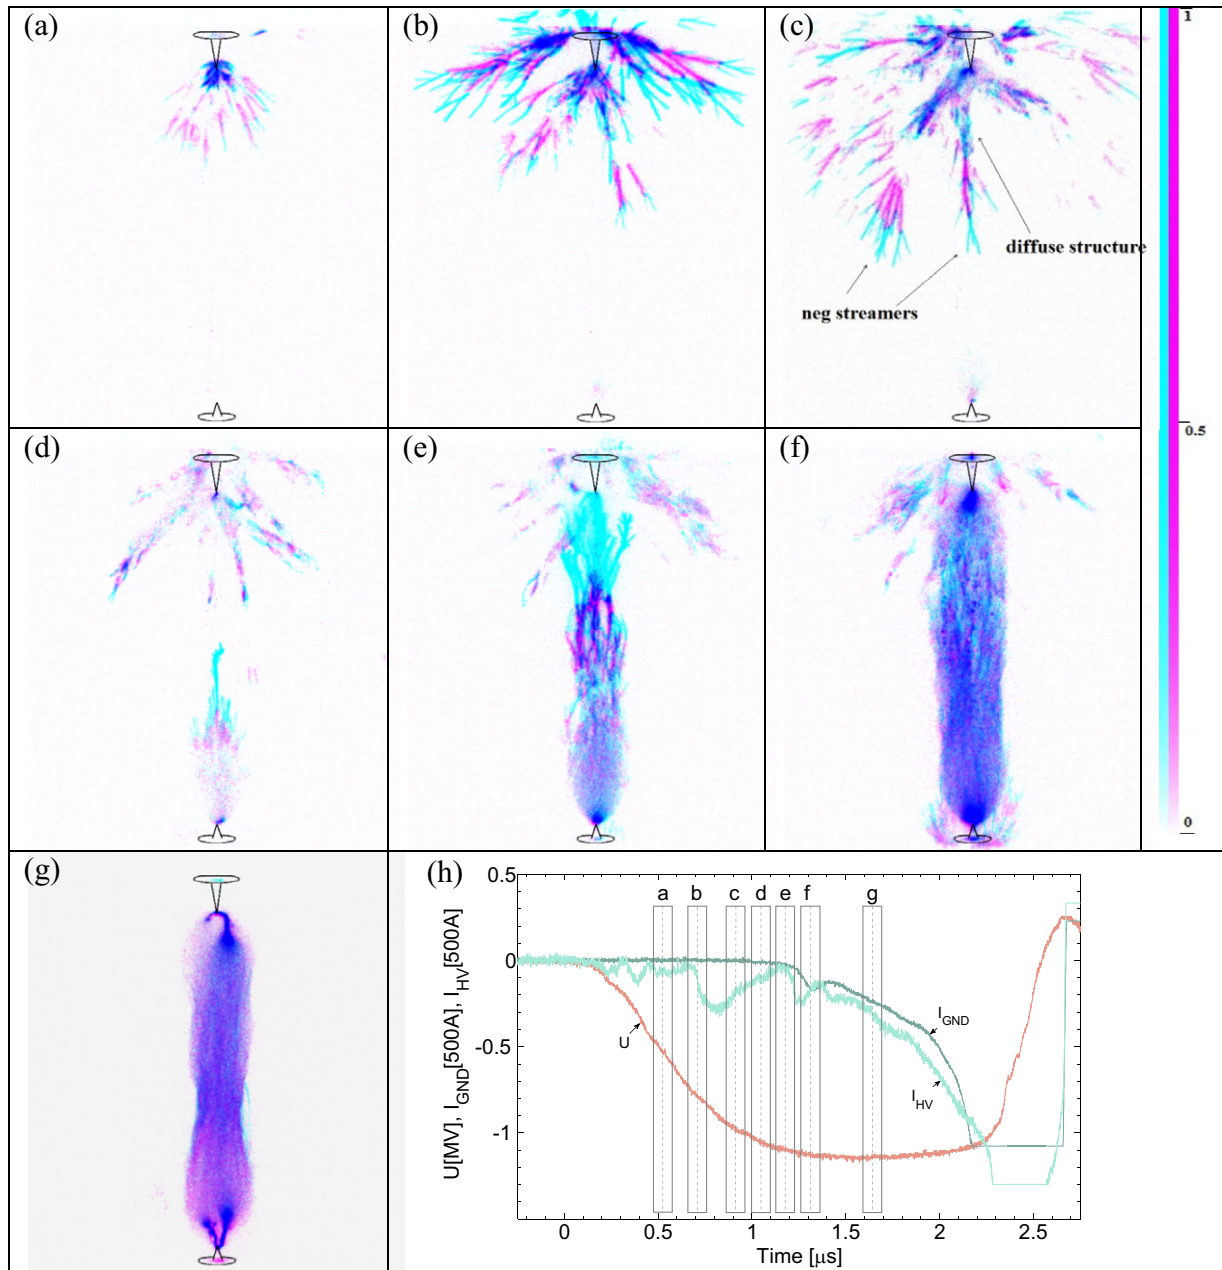 (a)
(b)
(c)
1
diffuse structure
neg streamers
0.5
(d)
(e)
(f)
0
(g)
(h)
0.5
a b c d e f g
0
-0.5
-1
U
I_GND
I_HV
U[MV], I_GND[500A], I_HV[500A]
0 0.5 1 1.5 2 2.5
Time [μs]